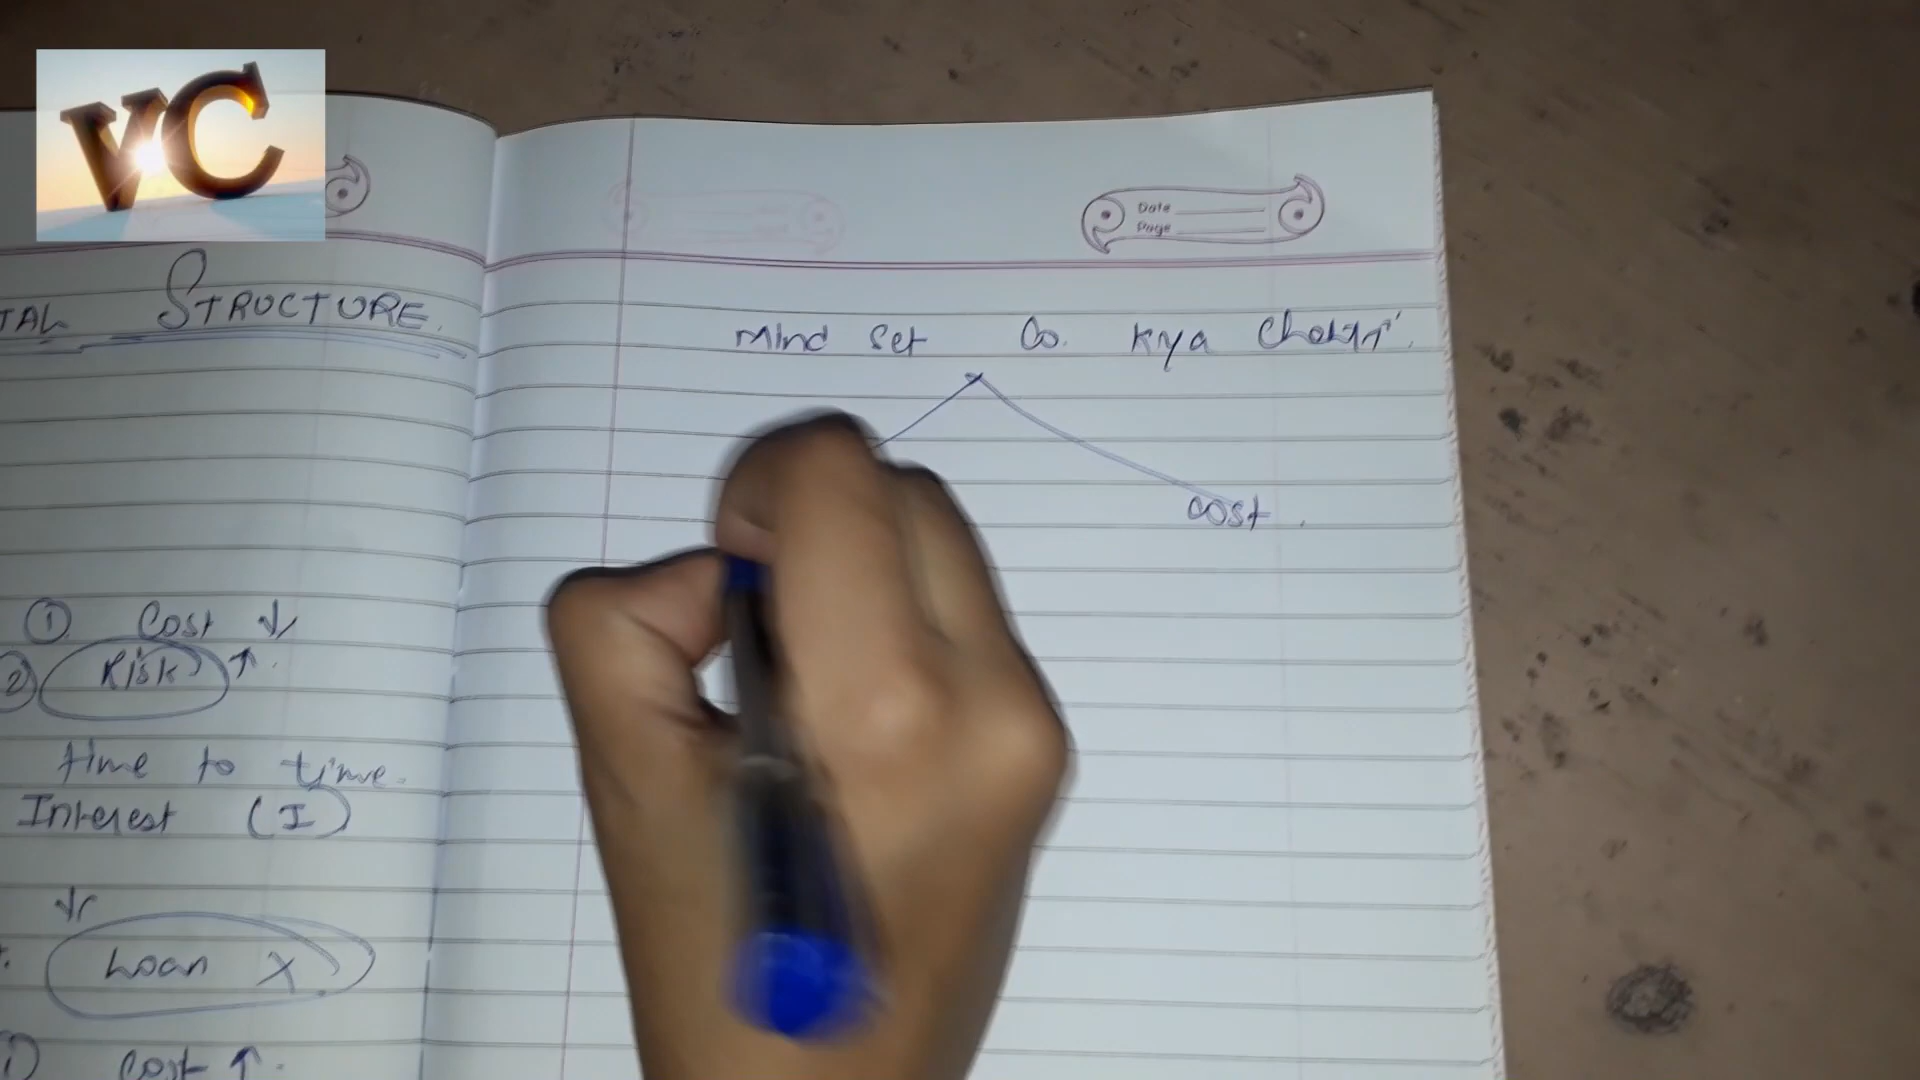 VC
TAL STRUCTURE.
① Cost ↓
② Risk ↑.
time to time.
Interest (I)
↓
Loan X
① Cost ↑.
Date
Page
Mind Set Co. Kya
Cost.